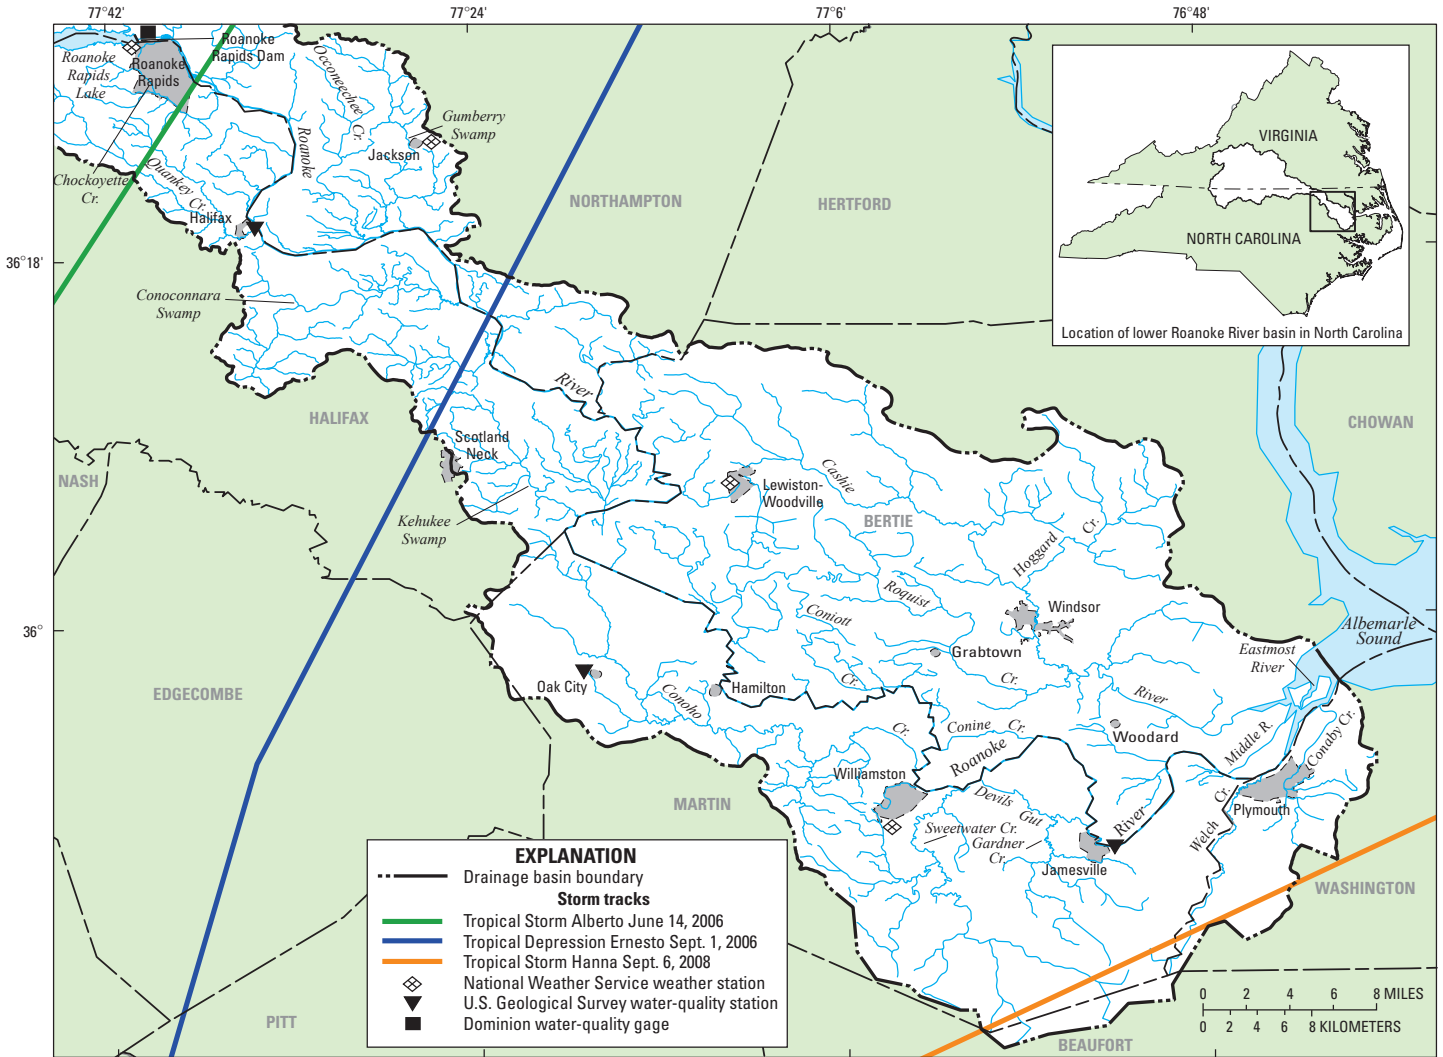 77°42'
77°24'
77°6'
76°48'
36°18'
36°
Roanoke
Rapids
Lake
Roanoke
Rapids
Roanoke
Rapids Dam
Occoneechee
Cr.
Gumberry
Swamp
Jackson
Roanoke
Chockoyette
Cr.
Quankey Cr.
Halifax
NORTHAMPTON
HERTFORD
Conoconnara
Swamp
River
HALIFAX
Scotland
Neck
NASH
Kehukee
Swamp
Lewiston-
Woodville
Cashie
BERTIE
Hoggard
Cr.
CHOWAN
Roquist
Coniott
Windsor
Albemarle
Sound
Eastmost
River
Grabtown
EDGECOMBE
Oak City
Conoho
Hamilton
Cr.
Cr.
River
Cr.
Conine
Cr.
Woodard
Middle R.
Conaby Cr.
Roanoke
Williamston
MARTIN
Devils
Gut
Sweetwater Cr.
Gardner
Cr.
River
Jamesville
Welch
Cr.
Plymouth
WASHINGTON
PITT
BEAUFORT
VIRGINIA
NORTH CAROLINA
Location of lower Roanoke River basin in North Carolina
EXPLANATION
Drainage basin boundary
Storm tracks
Tropical Storm Alberto June 14, 2006
Tropical Depression Ernesto Sept. 1, 2006
Tropical Storm Hanna Sept. 6, 2008
National Weather Service weather station
U.S. Geological Survey water-quality station
Dominion water-quality gage
0 2 4 6 8 MILES
0 2 4 6 8 KILOMETERS